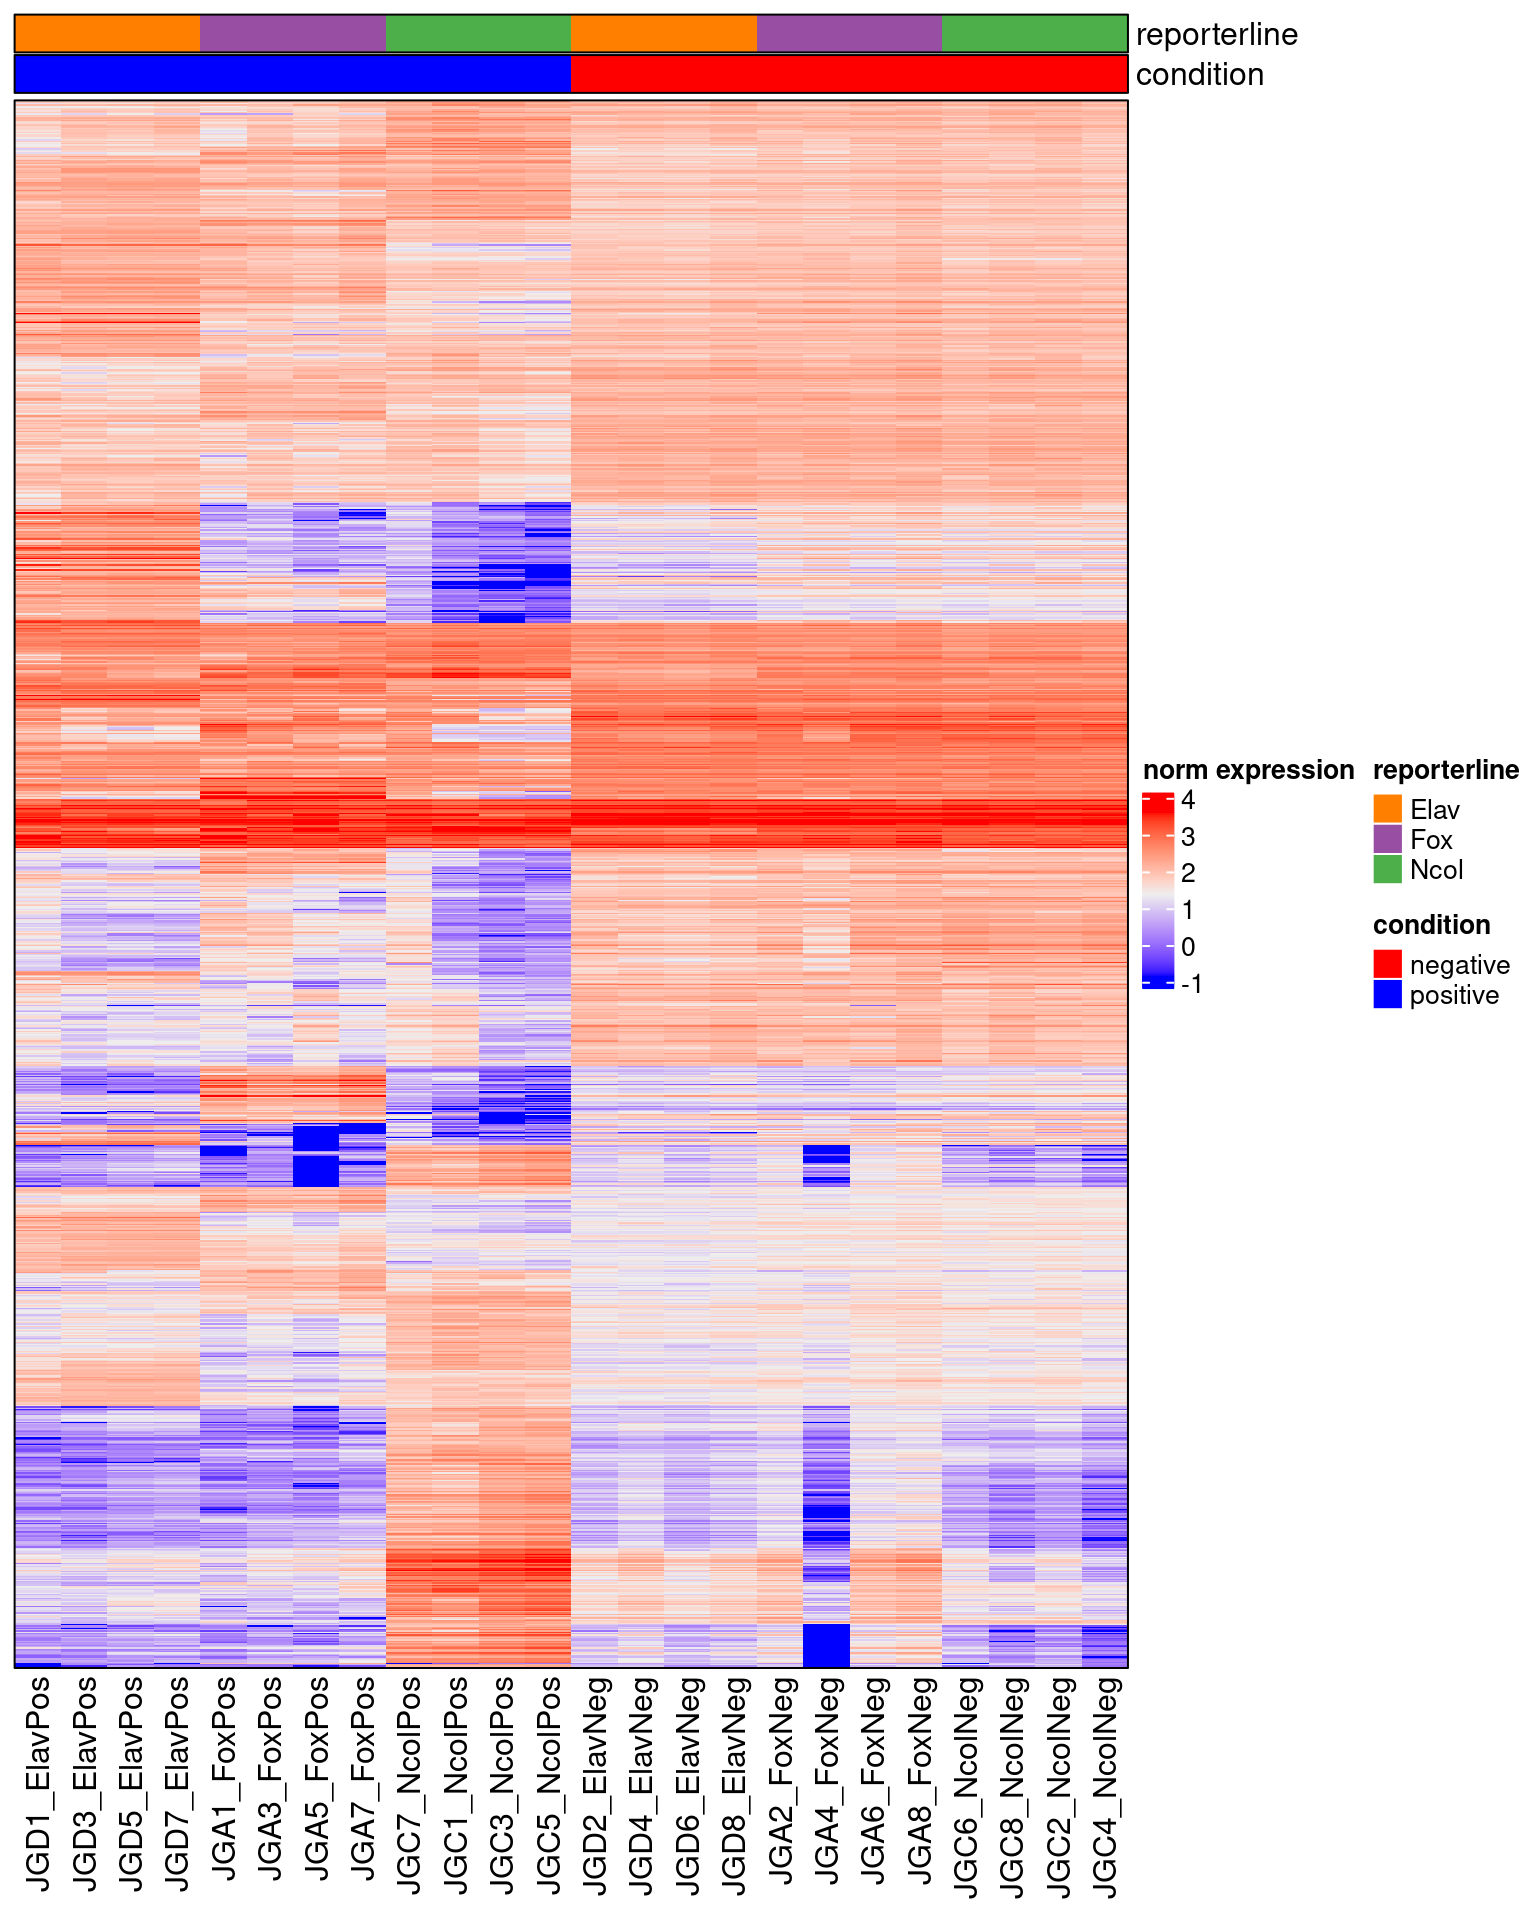 reporterline
condition
norm expression
4
3
2
1
0
-1
reporterline
Elav
Fox
Ncol
condition
negative
positive
JGD1_ElavPos
JGD3_ElavPos
JGD5_ElavPos
JGD7_ElavPos
JGA1_FoxPos
JGA3_FoxPos
JGA5_FoxPos
JGA7_FoxPos
JGC7_NcolPos
JGC1_NcolPos
JGC3_NcolPos
JGC5_NcolPos
JGD2_ElavNeg
JGD4_ElavNeg
JGD6_ElavNeg
JGD8_ElavNeg
JGA2_FoxNeg
JGA4_FoxNeg
JGA6_FoxNeg
JGA8_FoxNeg
JGC6_NcolNeg
JGC8_NcolNeg
JGC2_NcolNeg
JGC4_NcolNeg